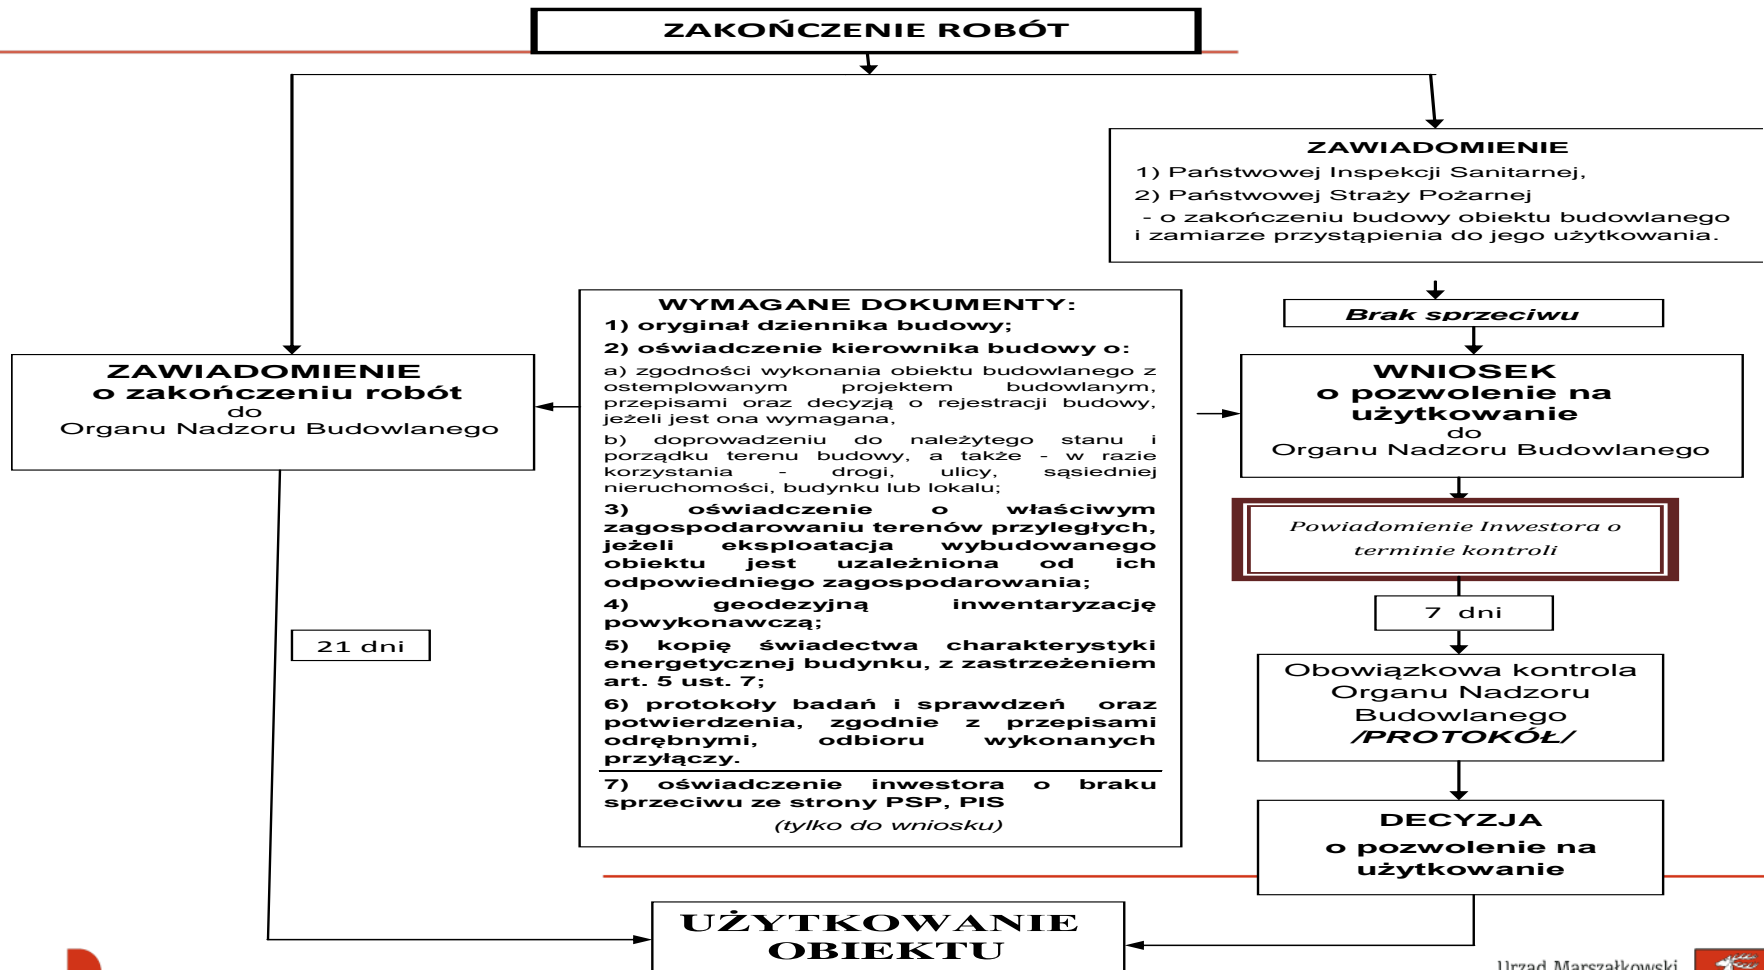 ZAKOŃCZENIE ROBÓT
ZAWIADOMIENIE
1) Państwowej Inspekcji Sanitarnej,
2) Państwowej Straży Pożarnej
- o zakończeniu budowy obiektu budowlanego
i zamiarze przystąpienia do jego użytkowania.
Brak sprzeciwu
ZAWIADOMIENIE
o zakończeniu robót
do
Organu Nadzoru Budowlanego
21 dni
WYMAGANE DOKUMENTY:
1) oryginał dziennika budowy;
2) oświadczenie kierownika budowy o:
a) zgodności wykonania obiektu budowlanego z
ostemplowanym projektem budowlanym,
przepisami oraz decyzją o rejestracji budowy,
jeżeli jest ona wymagana,
b) doprowadzeniu do należytego stanu i
porządku terenu budowy, a także - w razie
korzystania - drogi, ulicy, sąsiedniej
nieruchomości, budynku lub lokalu;
3) oświadczenie o właściwym
zagospodarowaniu terenów przyległych,
jeżeli eksploatacja wybudowanego
obiektu jest uzależniona od ich
odpowiedniego zagospodarowania;
4) geodezyjną inwentaryzację
powykonawczą;
5) kopię świadectwa charakterystyki
energetycznej budynku, z zastrzeżeniem
art. 5 ust. 7;
6) protokoły badań i sprawdzeń oraz
potwierdzenia, zgodnie z przepisami
odrębnymi, odbioru wykonanych
przyłączy.
7) oświadczenie inwestora o braku
sprzeciwu ze strony PSP, PIS
(tylko do wniosku)
WNIOSEK
o pozwolenie na
użytkowanie
do
Organu Nadzoru Budowlanego
Powiadomienie Inwestora o
terminie kontroli
7 dni
Obowiązkowa kontrola
Organu Nadzoru
Budowlanego
/PROTOKÓŁ/
DECYZJA
o pozwolenie na
użytkowanie
UŻYTKOWANIE
OBIEKTU
Urząd Marszałkowski